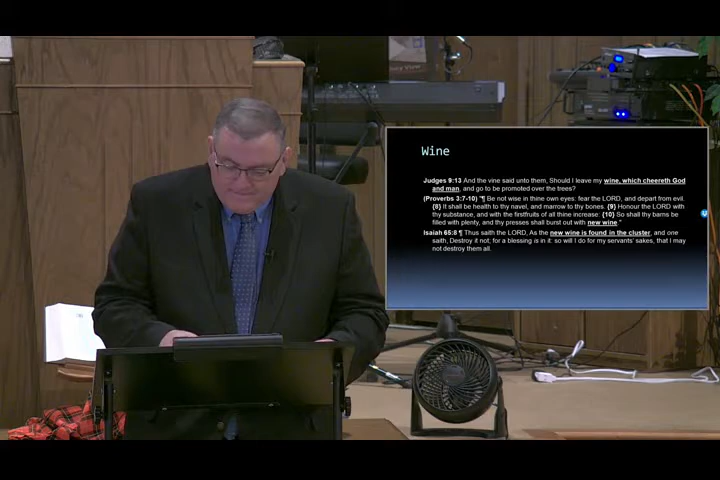 Wine
Judges 9:13 And the vine said unto them, Should I leave my wine, which cheereth God
and man, and go to be promoted over the trees?
(Proverbs 3:7-10) "¶ Be not wise in thine own eyes: fear the LORD, and depart from evil.
{8} It shall be health to thy navel, and marrow to thy bones. {9} Honour the LORD with
thy substance, and with the firstfruits of all thine increase: {10} So shall thy barns be
filled with plenty, and thy presses shall burst out with new wine."
Isaiah 65:8 ¶ Thus saith the LORD, As the new wine is found in the cluster, and one
saith, Destroy it not; for a blessing is in it: so will I do for my servants' sakes, that I may
not destroy them all.